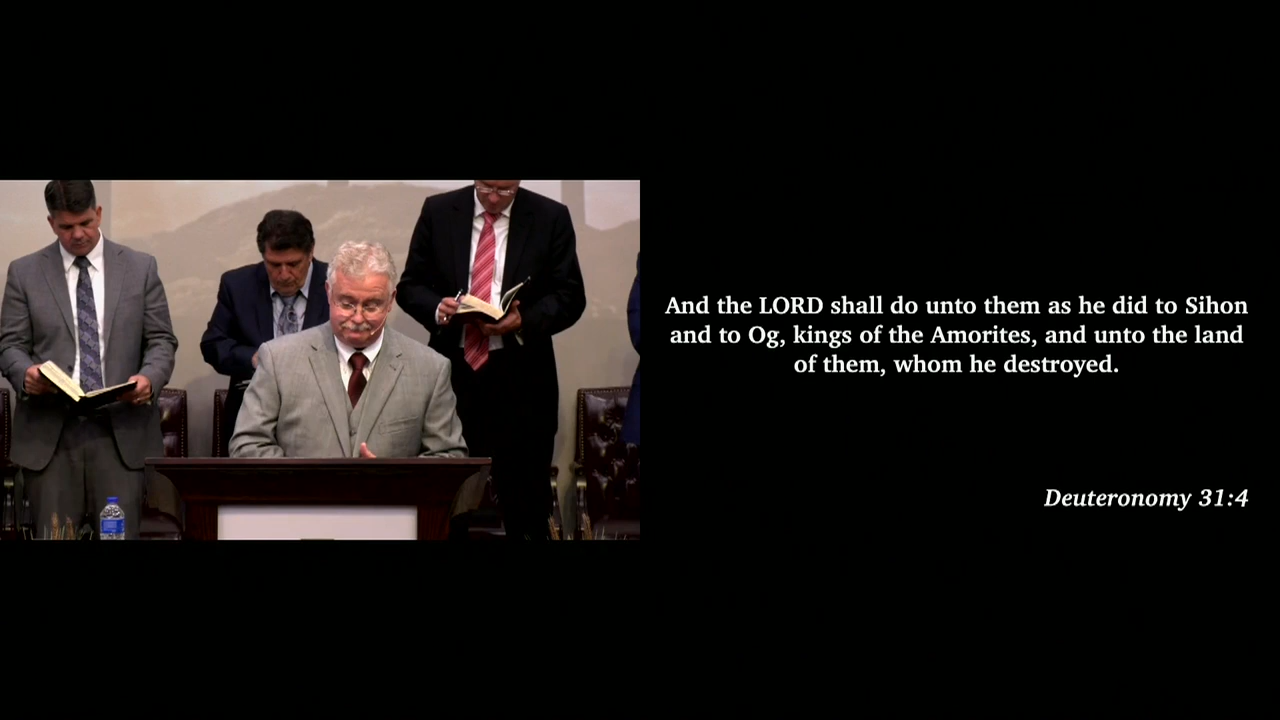 And the LORD shall do unto them as he did to Sihon
and to Og, kings of the Amorites, and unto the land
of them, whom he destroyed.
Deuteronomy 31:4